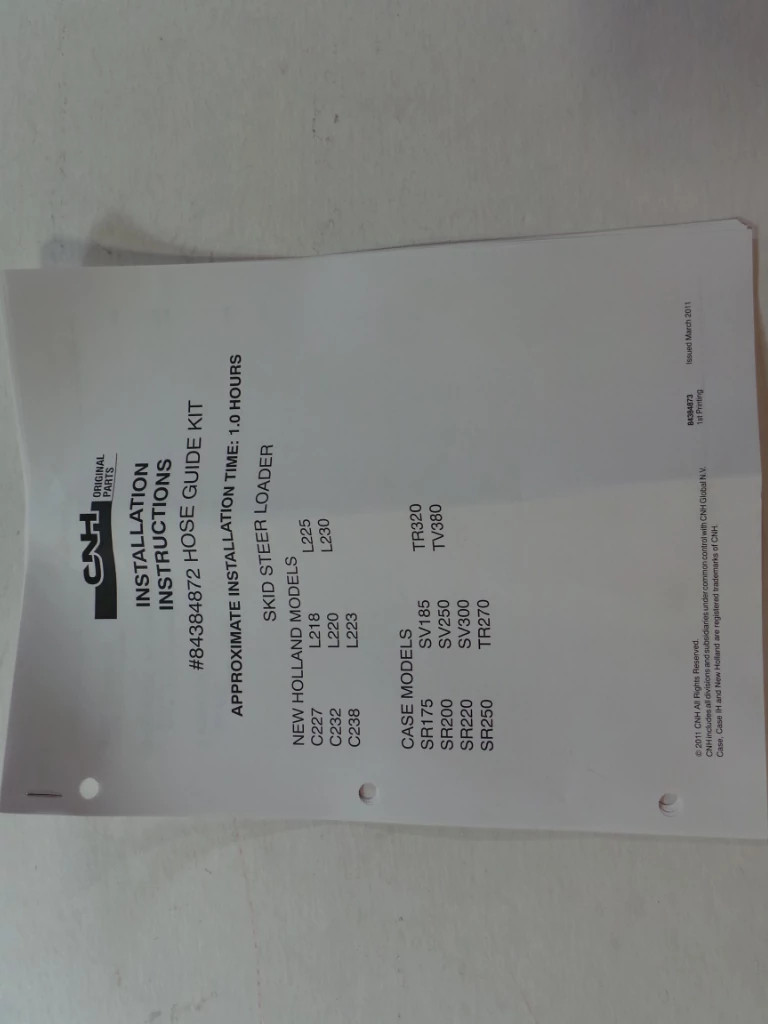 CNH ORIGINAL
PARTS
INSTALLATION
INSTRUCTIONS
#84384872 HOSE GUIDE KIT
APPROXIMATE INSTALLATION TIME: 1.0 HOURS
SKID STEER LOADER
NEW HOLLAND MODELS
C227 L218 L225
C232 L220 L230
C238 L223
CASE MODELS
SR175 SV185 TR320
SR200 SV250 TV380
SR220 SV300
SR250 TR270
© 2011 CNH All Rights Reserved.
CNH includes all divisions and subsidiaries under common control with CNH Global N.V.
Case, Case IH and New Holland are registered trademarks of CNH.
84384873 Issued March 2011
1st Printing